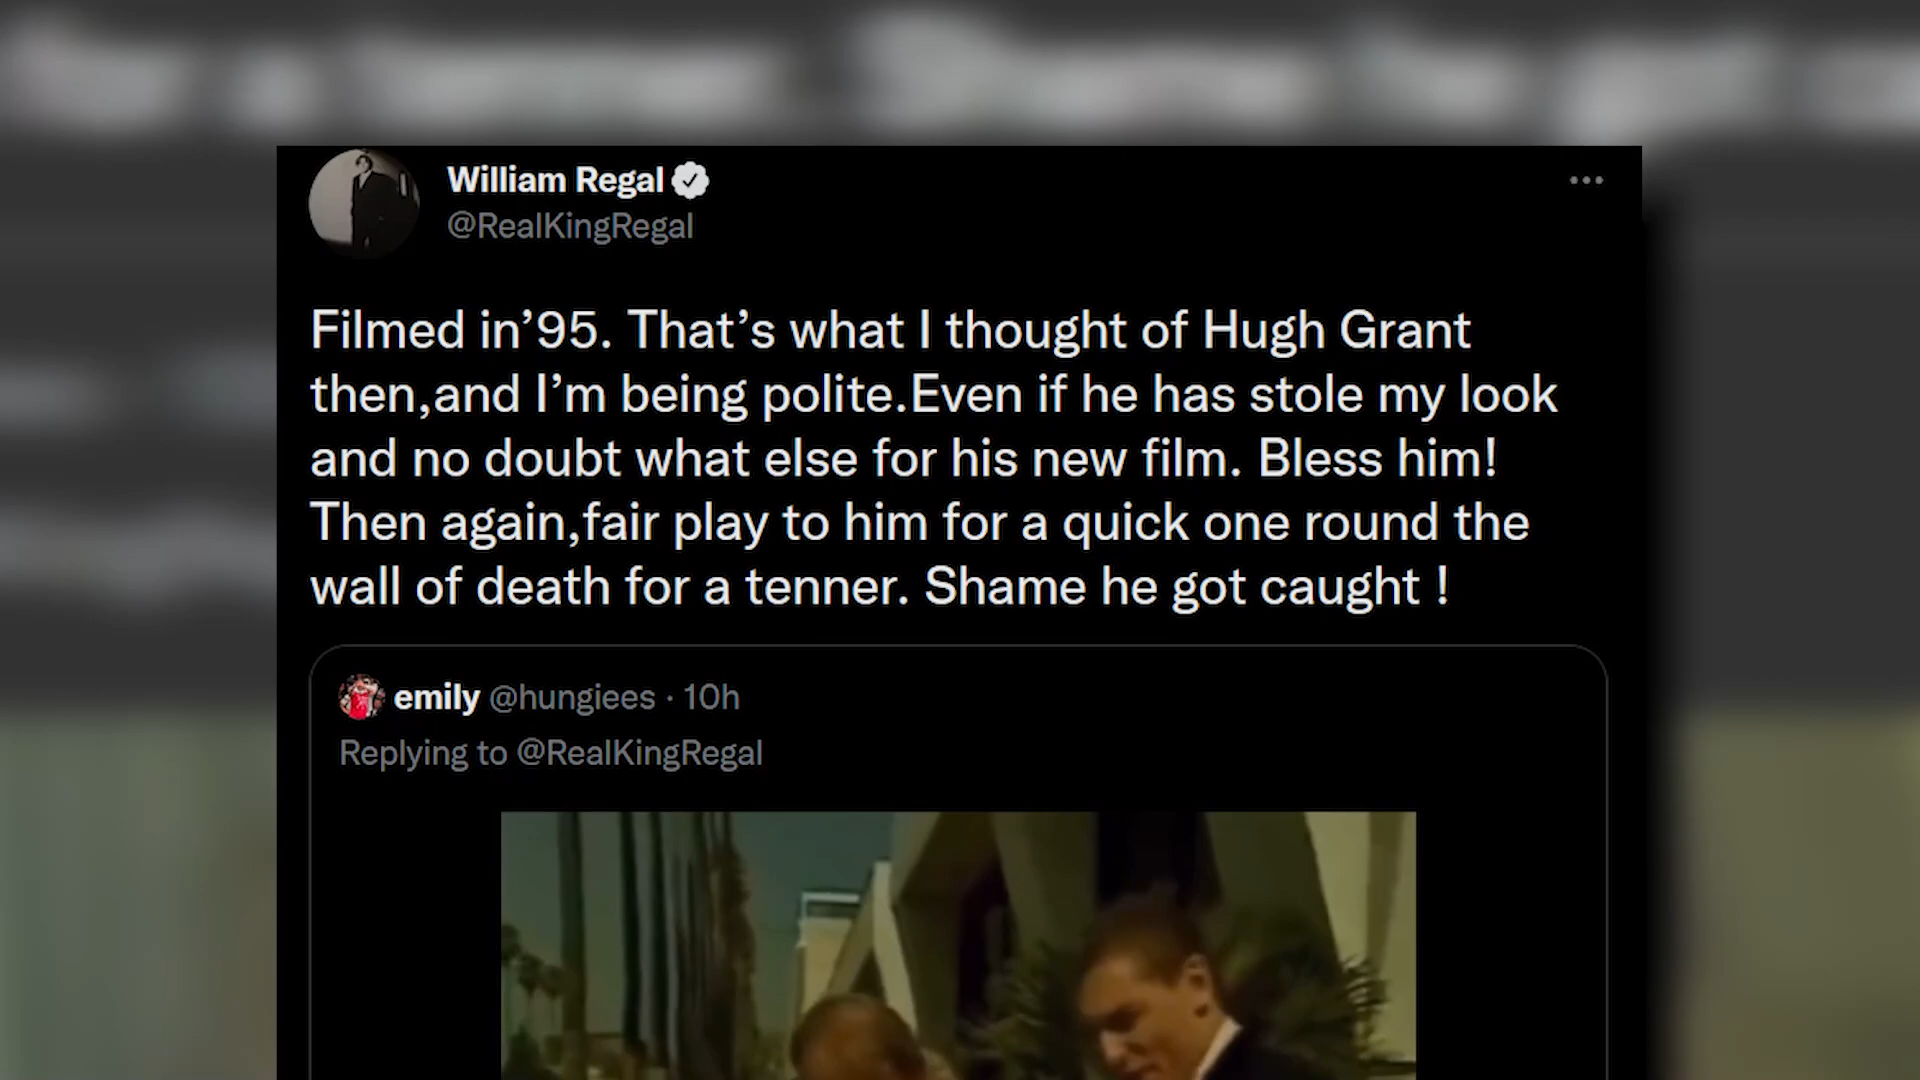 William Regal
@RealKingRegal
Filmed in’95. That’s what I thought of Hugh Grant
then,and I’m being polite.Even if he has stole my look
and no doubt what else for his new film. Bless him!
Then again,fair play to him for a quick one round the
wall of death for a tenner. Shame he got caught !
emily @hungiees · 10h
Replying to @RealKingRegal